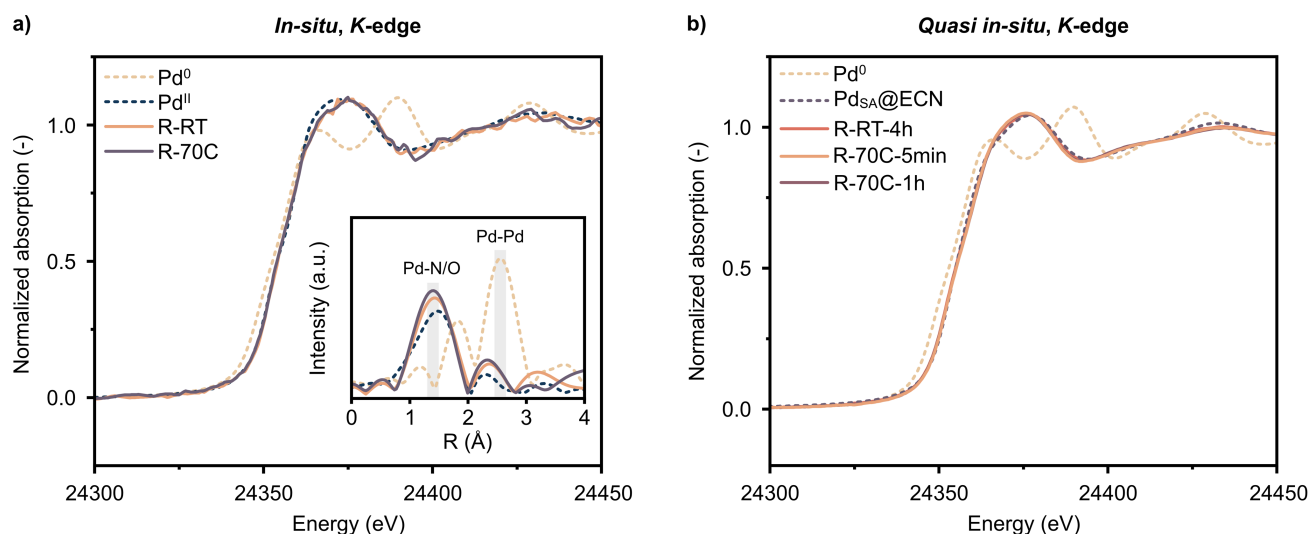 a)
In-situ, K-edge
Pd⁰
Pdᴵᴵ
R-RT
R-70C
Normalized absorption (-)
1.0
0.5
0.0
24300
24350
24400
24450
Energy (eV)
Pd-Pd
Pd-N/O
Intensity (a.u.)
0
1
2
3
4
R (Å)
b)
Quasi in-situ, K-edge
Pd⁰
Pd_SA@ECN
R-RT-4h
R-70C-5min
R-70C-1h
Normalized absorption (-)
1.0
0.5
0.0
24300
24350
24400
24450
Energy (eV)